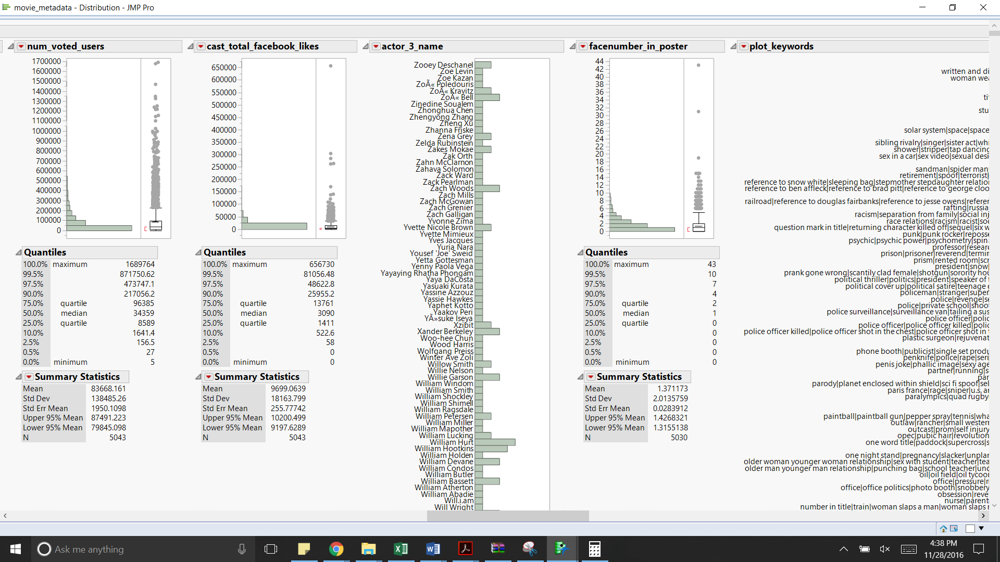 movie_metadata - Distribution - JMP Pro
num_voted_users
1700000
1600000
1500000
1400000
1300000
1200000
1100000
1000000
900000
800000
700000
600000
500000
400000
300000
200000
100000
0
Quantiles
100.0% maximum 1689764
99.5% 871750.62
97.5% 473747.1
90.0% 217056.2
75.0% quartile 96385
50.0% median 34359
25.0% quartile 8589
10.0% 1641.4
2.5% 156.5
0.5% 27
0.0% minimum 5
Summary Statistics
Mean 83668.161
Std Dev 138485.26
Std Err Mean 1950.1098
Upper 95% Mean 87491.223
Lower 95% Mean 79845.098
N 5043
cast_total_facebook_likes
650000
600000
550000
500000
450000
400000
350000
300000
250000
200000
150000
100000
50000
0
Quantiles
100.0% maximum 656730
99.5% 81056.48
97.5% 48622.8
90.0% 25955.2
75.0% quartile 13761
50.0% median 3090
25.0% quartile 1411
10.0% 522.6
2.5% 58
0.5% 0
0.0% minimum 0
Summary Statistics
Mean 9699.0639
Std Dev 18163.799
Std Err Mean 255.77742
Upper 95% Mean 10200.499
Lower 95% Mean 9197.6289
N 5043
actor_3_name
Zooey Deschanel
Zoe Levin
Zoe Kazan
ZoÃ« Poledouris
ZoÃ« Kravitz
ZoÃ« Bell
Zinedine Soualem
Zhonghua Chen
Zhengyong Zhang
Zheng Xu
Zhanna Friske
Zena Grey
Zelda Rubinstein
Zakes Mokae
Zak Orth
Zahn McClarnon
Zahava Solomon
Zack Ward
Zack Pearlman
Zach Woods
Zach Mills
Zach McGowan
Zach Grenier
Zach Galligan
Yvonne Zima
Yvette Nicole Brown
Yvette Mimieux
Yves Jacques
Yuria Nara
Yousef 'Joe' Sweid
Yetta Gottesman
Yenny Paola Vega
Yayaying Rhatha Phongam
Yaya DaCosta
Yasuaki Kurata
Yassine Azzouz
Yassie Hawkes
Yaphet Kotto
Yaakov Peri
YÃ»suke Iseya
Xzibit
Xander Berkeley
Woo-hee Chun
Wood Harris
Wolfgang Preiss
Winter Ave Zoli
Willow Smith
Willie Nelson
Willie Garson
William Windom
William Smith
William Shockley
William Shimell
William Ragsdale
William Petersen
William Miller
William Mapother
William Lucking
William Hurt
William Hootkins
William Holden
William Devane
William Condos
William Butler
William Bassett
William Atherton
William Abadie
Will.i.am
Will Wright
facenumber_in_poster
44
42
40
38
36
34
32
30
28
26
24
22
20
18
16
14
12
10
8
6
4
2
0
Quantiles
100.0% maximum 43
99.5% 10
97.5% 7
90.0% 4
75.0% quartile 2
50.0% median 1
25.0% quartile 0
10.0% 0
2.5% 0
0.5% 0
0.0% minimum 0
Summary Statistics
Mean 1.371173
Std Dev 2.0135759
Std Err Mean 0.0283912
Upper 95% Mean 1.4268321
Lower 95% Mean 1.3155138
N 5030
plot_keywords
written and di
woman wea
tit
stu
solar system|space|space
sibling rivalry|singer|sister act|whi
shower|stripper|tap dancing
sex in a car|sex video|sexual desi
sandman|spider man
retirement|spoof|terrorist|
reference to snow white|sleeping bag|stepmother stepdaughter relatio
reference to ben affleck|reference to brad pitt|reference to george cloo
railroad|reference to douglas fairbanks|reference to jesse owens|referen
rafting|russia
racism|separation from family|social inj
race relations|racism|racist|soc
question mark in title|returning character killed off|sequel|six w
punk|punk rocker|reposse
psychic|psychic power|psychometry|spin
professor|resear
prison|prisoner|reverend|termin
prism|rented room|scr
president|snow|
prank gone wrong|scantily clad female|shotgun|sorority hou
political thriller|politics|president|speaker of t
political cover up|political satire|teenage
policeman|stranger|super
police|revenge|se
police|private school|shoo
police surveillance|surveillance van|tailing a sus
police officer|polic
police officer|police officer killed|polic
police officer killed|police officer shot in the chest|police officer shot in t
plastic surgeon|rejuvenat
phone booth|publicist|single set produ
penknife|police|rape|seri
penis joke|phallic image|sexy age
partner|running|s
par
parody|planet enclosed within shield|sci fi spoof|sel
paris france|rage|sniper|u.s. a
paralympics|quad rugby
paintball|paintball gun|pepper spray|tennis|wha
outlaw|rancher|small western
outcast|prom|self injury
opec|pubic hair|revolution
one word title|paddock|supercross|s
one night stand|pregnancy|slacker|unplan
older woman younger woman relationship|sex with student|teacher|tea
older man younger man relationship|punching bag|school teacher|unc
oil|oil field|oil tycoon
office|pressure|r
office|office politics|photo booth|snobbery
obsession|reve
nurse|parent
number in title|train|woman slaps a man|woman slaps
Ask me anything
4:38 PM
11/28/2016